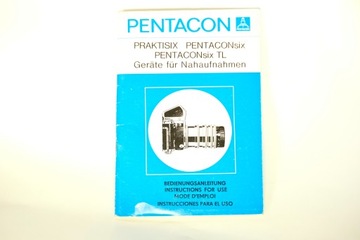 PENTACON
PRAKTISIX PENTACONsix
PENTACONsix TL
Geräte für Nahaufnahmen
BEDIENUNGSANLEITUNG
INSTRUCTIONS FOR USE
MODE D'EMPLOI
INSTRUCCIONES PARA EL USO